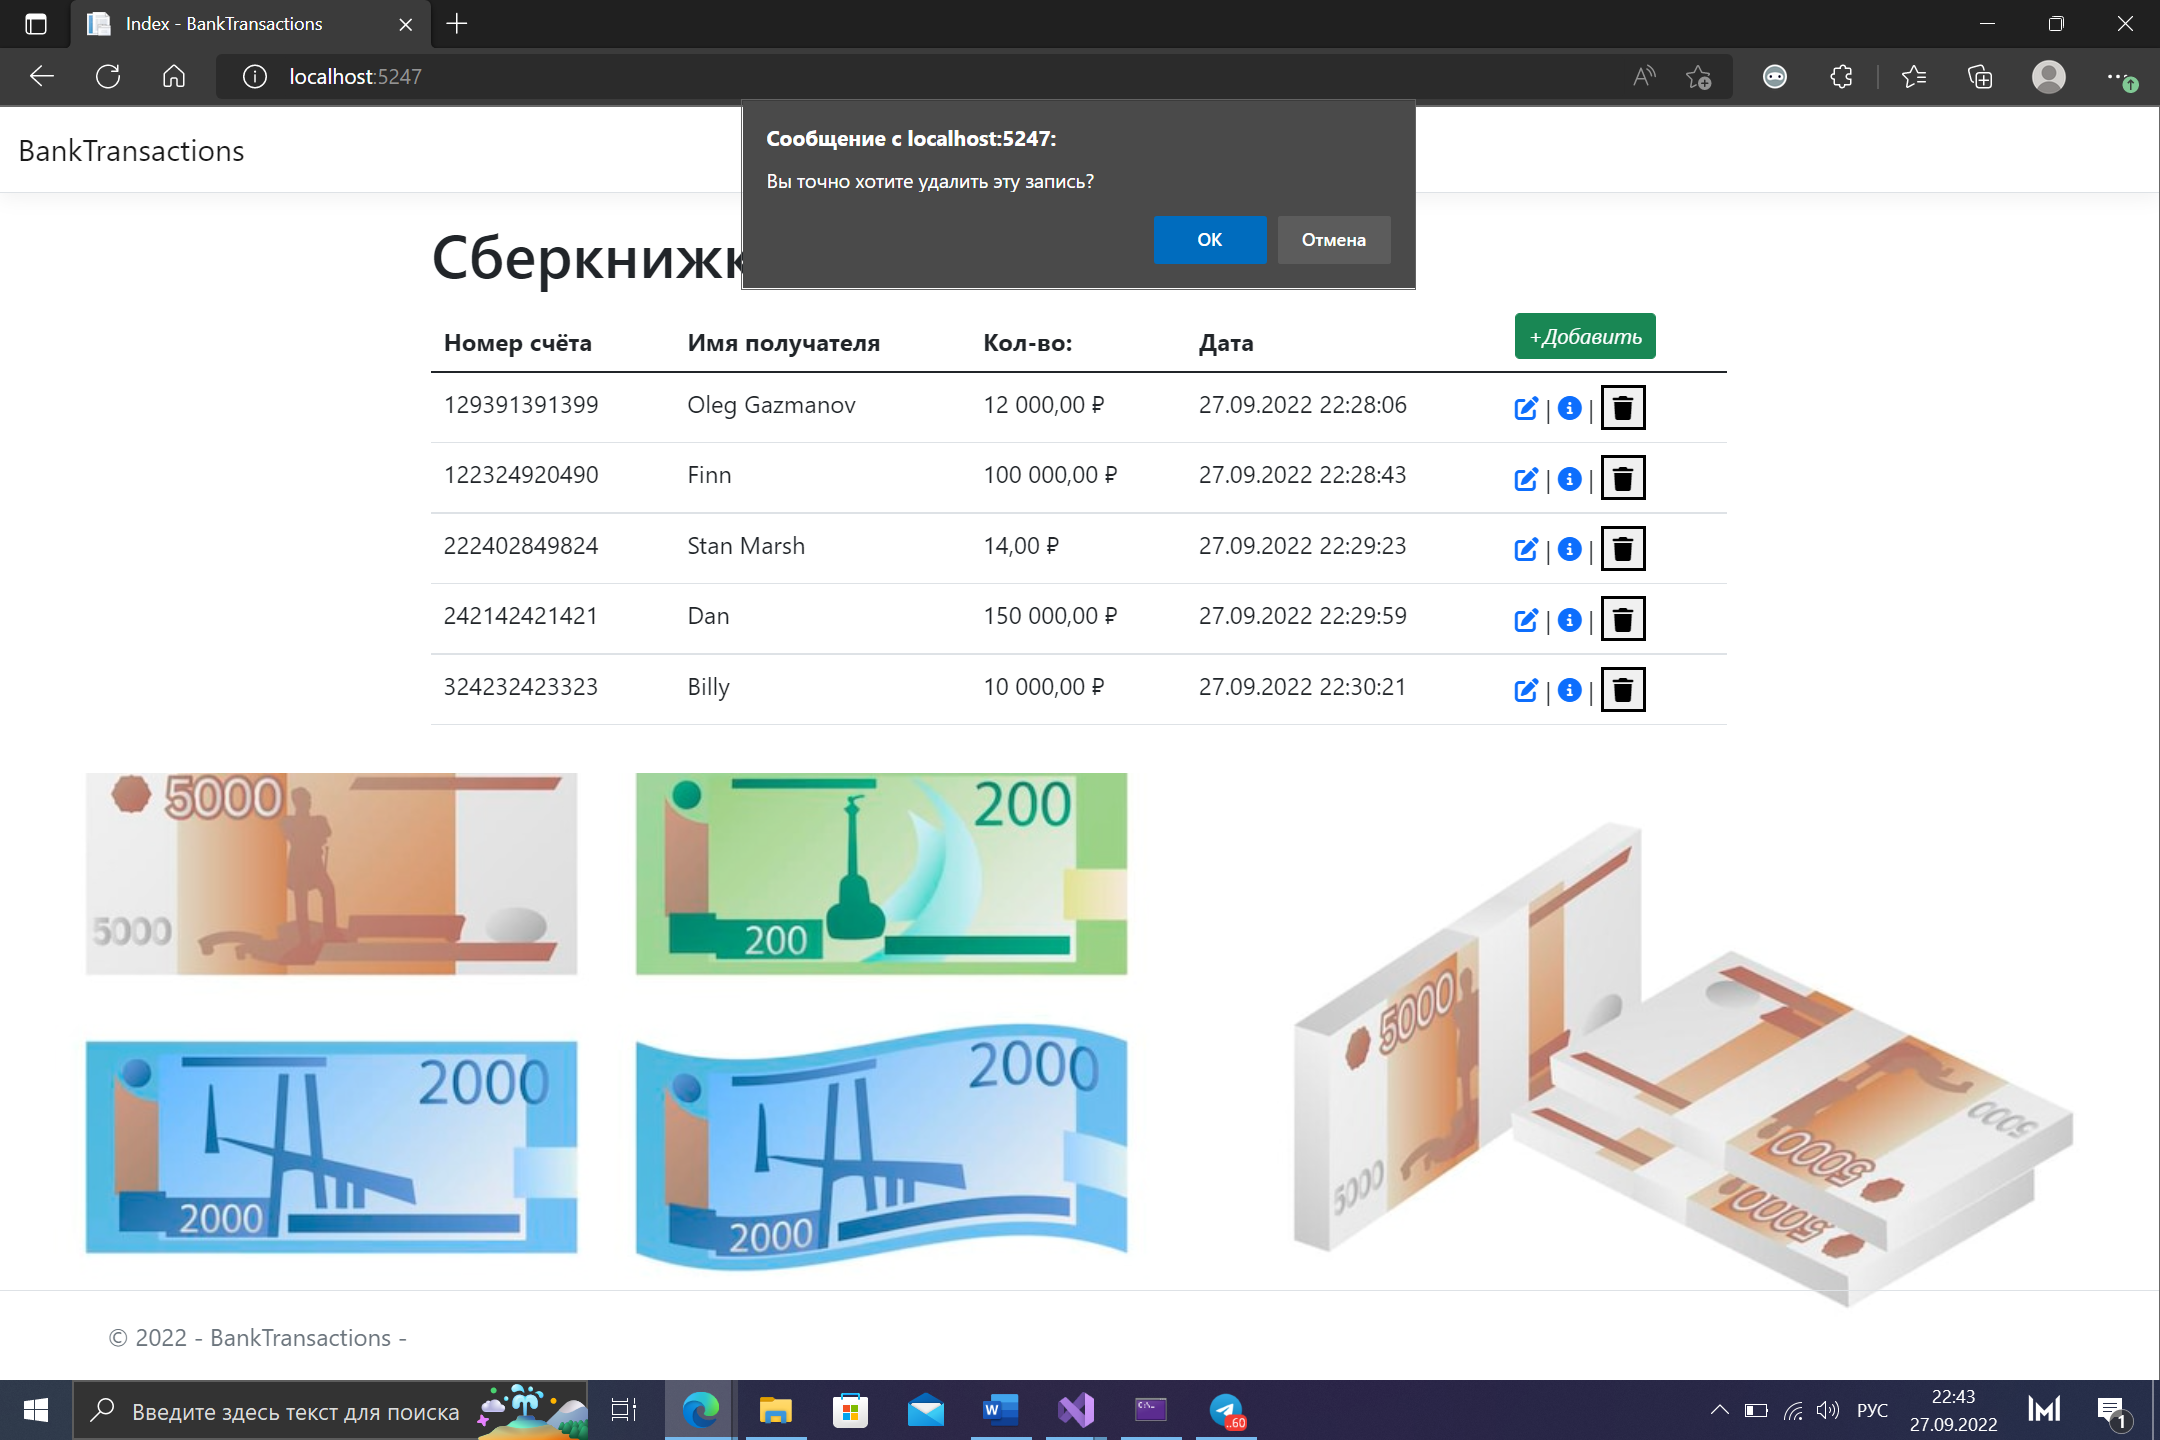 Index - BankTransactions
localhost:5247
BankTransactions
Сообщение с localhost:5247:
Вы точно хотите удалить эту запись?
ОК
Отмена
Сберкнижк
Номер счёта Имя получателя Кол-во: Дата +Добавить
129391391399 Oleg Gazmanov 12 000,00 ₽ 27.09.2022 22:28:06 | |
122324920490 Finn 100 000,00 ₽ 27.09.2022 22:28:43 | |
222402849824 Stan Marsh 14,00 ₽ 27.09.2022 22:29:23 | |
242142421421 Dan 150 000,00 ₽ 27.09.2022 22:29:59 | |
324232423323 Billy 10 000,00 ₽ 27.09.2022 22:30:21 | |
5000
5000
200
200
2000
2000
2000
2000
5000
5000
5000
5000
5000
© 2022 - BankTransactions -
Введите здесь текст для поиска
..60
РУС
22:43
27.09.2022
1